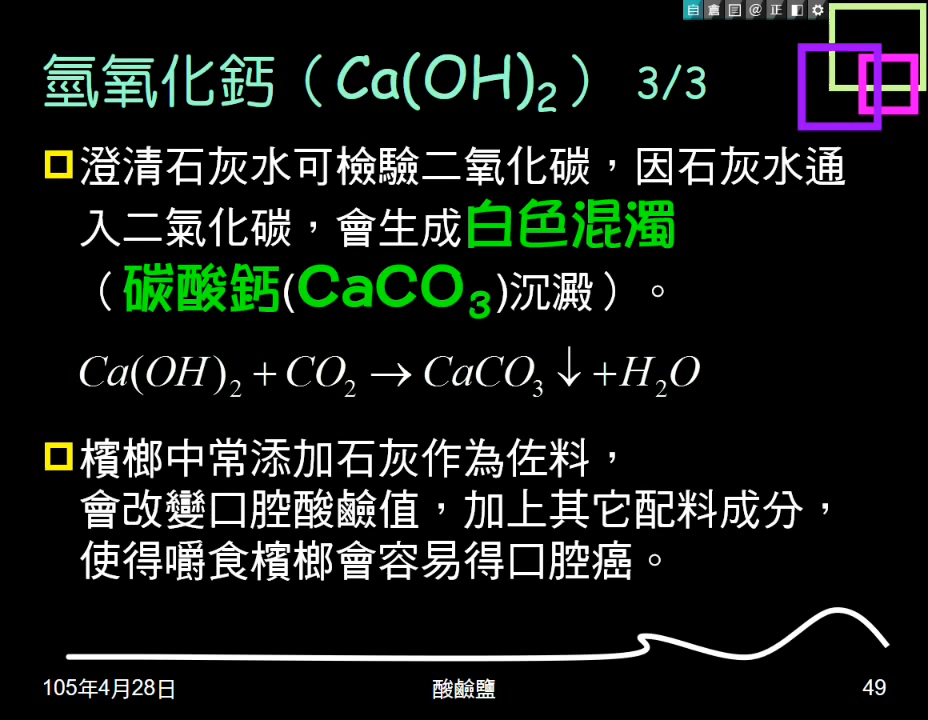 自倉@正
氫氧化鈣（Ca(OH)₂） 3/3
澄清石灰水可檢驗二氧化碳，因石灰水通
入二氧化碳，會生成白色混濁
（碳酸鈣(CaCO₃)沉澱）。
Ca(OH)₂ + CO₂ → CaCO₃ ↓ + H₂O
檳榔中常添加石灰作為佐料，
會改變口腔酸鹼值，加上其它配料成分，
使得嚼食檳榔會容易得口腔癌。
105年4月28日 酸鹼鹽 49